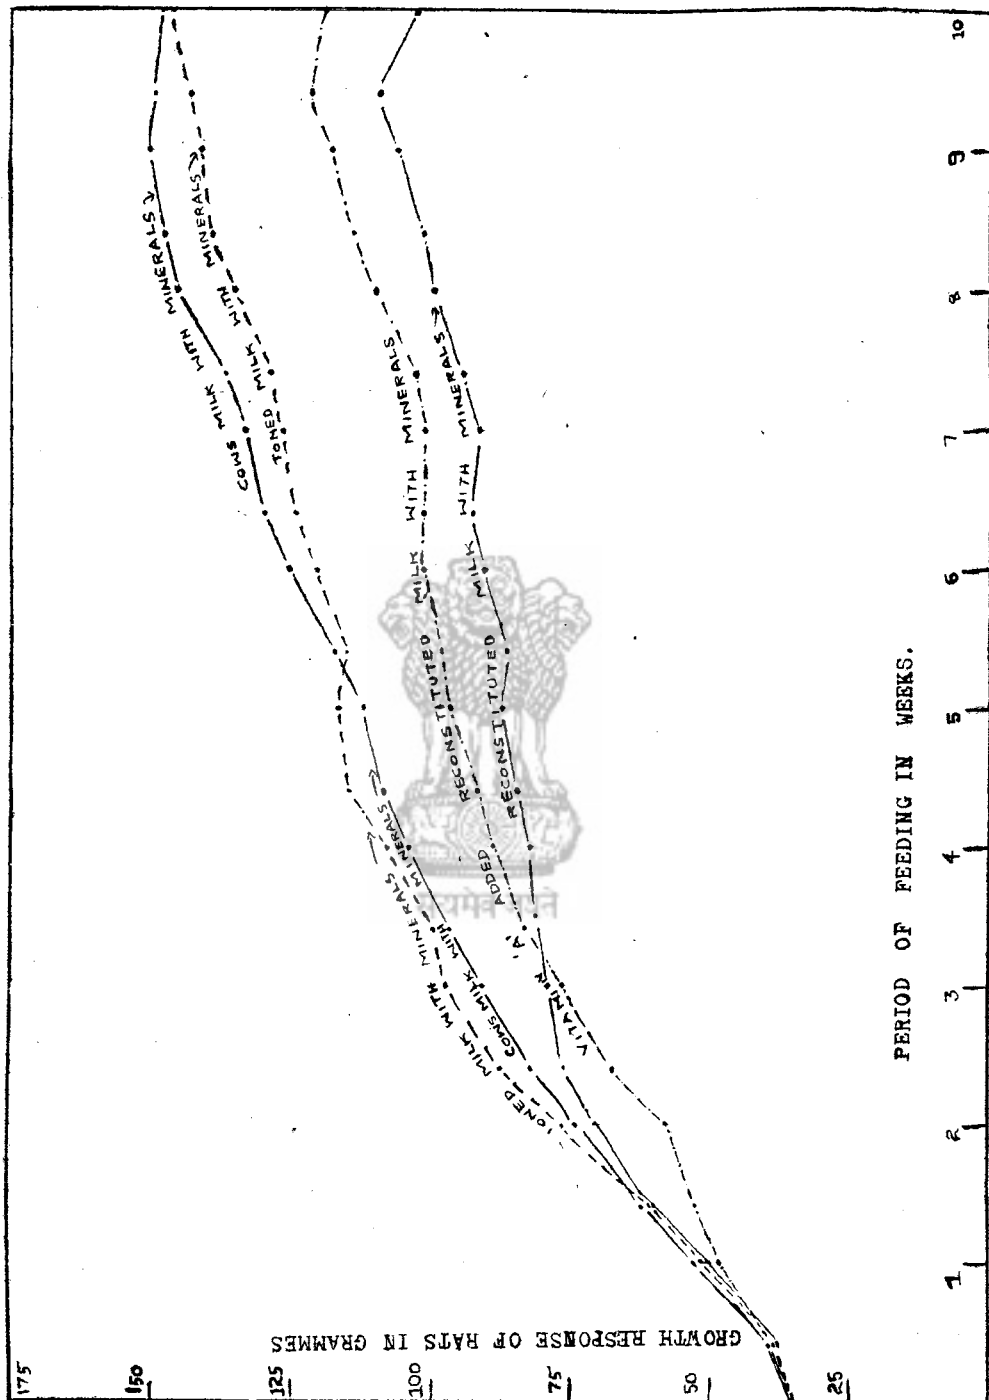 GROWTH RESPONSE OF RATS IN GRAMMES
175
150
125
100
75
50
25
COWS MILK WITH MINERALS
TONED MILK WITH MINERALS
TONED MILK WITH MINERALS
COWS MILK WITH MINERALS
VITAMIN 'A' ADDED RECONSTITUTED MILK WITH MINERALS
RECONSTITUTED MILK WITH MINERALS
सत्यमेव जयते
1 2 3 4 5 6 7 8 9 10
PERIOD OF FEEDING IN WEEKS.